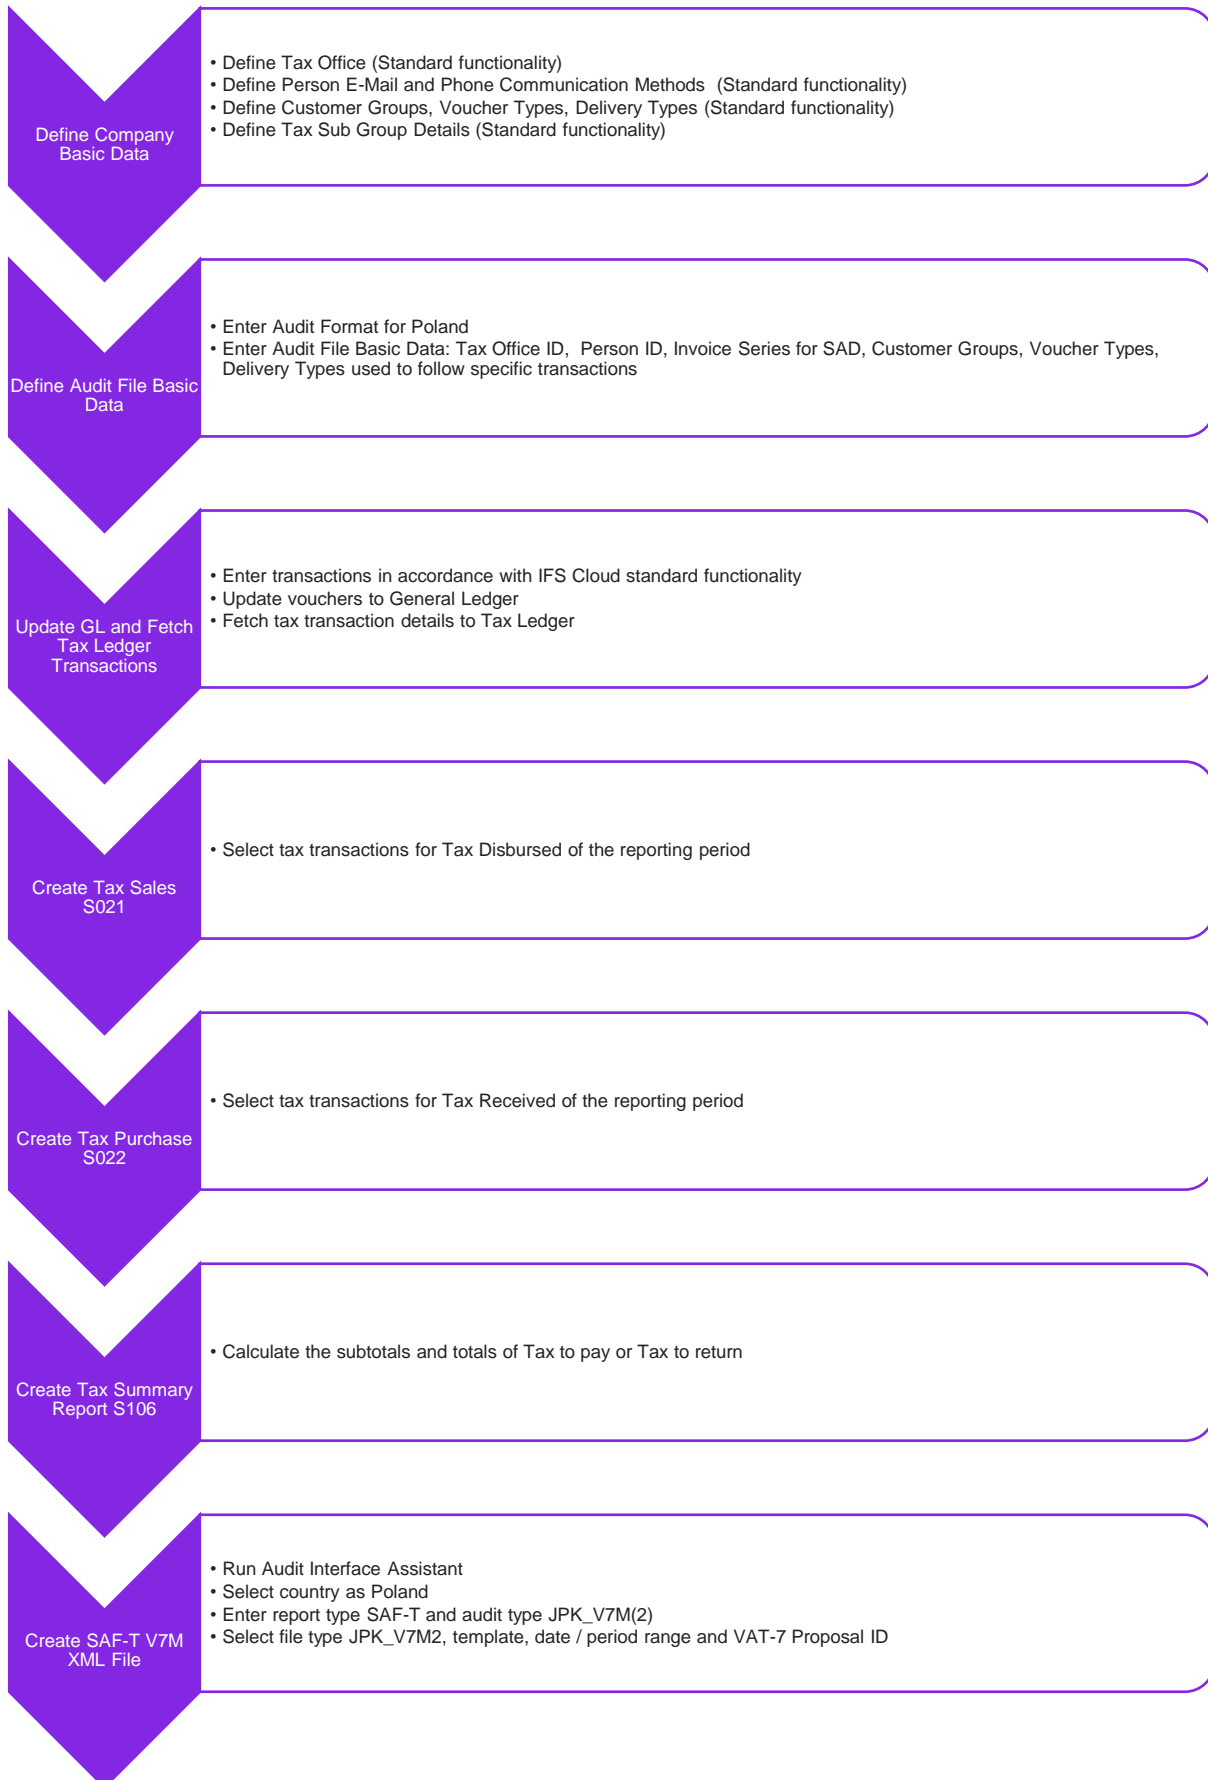 Define Company
Basic Data
• Define Tax Office (Standard functionality)
• Define Person E-Mail and Phone Communication Methods  (Standard functionality)
• Define Customer Groups, Voucher Types, Delivery Types (Standard functionality)
• Define Tax Sub Group Details (Standard functionality)
Define Audit File Basic
Data
• Enter Audit Format for Poland
• Enter Audit File Basic Data: Tax Office ID,  Person ID, Invoice Series for SAD, Customer Groups, Voucher Types,
Delivery Types used to follow specific transactions
Update GL and Fetch
Tax Ledger
Transactions
• Enter transactions in accordance with IFS Cloud standard functionality
• Update vouchers to General Ledger
• Fetch tax transaction details to Tax Ledger
Create Tax Sales
S021
• Select tax transactions for Tax Disbursed of the reporting period
Create Tax Purchase
S022
• Select tax transactions for Tax Received of the reporting period
Create Tax Summary
Report S106
• Calculate the subtotals and totals of Tax to pay or Tax to return
Create SAF-T V7M
XML File
• Run Audit Interface Assistant
• Select country as Poland
• Enter report type SAF-T and audit type JPK_V7M(2)
• Select file type JPK_V7M2, template, date / period range and VAT-7 Proposal ID